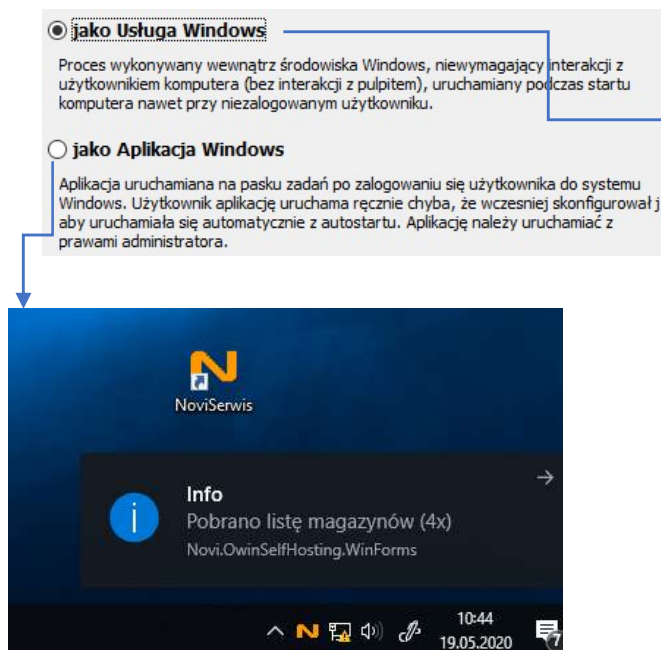 jako Usługa Windows
Proces wykonywany wewnątrz środowiska Windows, niewymagający interakcji z
użytkownikiem komputera (bez interakcji z pulpitem), uruchamiany podczas startu
komputera nawet przy niezalogowanym użytkowniku.
jako Aplikacja Windows
Aplikacja uruchamiana na pasku zadań po zalogowaniu się użytkownika do systemu
Windows. Użytkownik aplikację uruchama ręcznie chyba, że wczesniej skonfigurował j
aby uruchamiała się automatycznie z autostartu. Aplikację należy uruchamiać z
prawami administratora.
NoviSerwis
Info
Pobrano listę magazynów (4x)
Novi.OwinSelfHosting.WinForms
10:44
19.05.2020
7